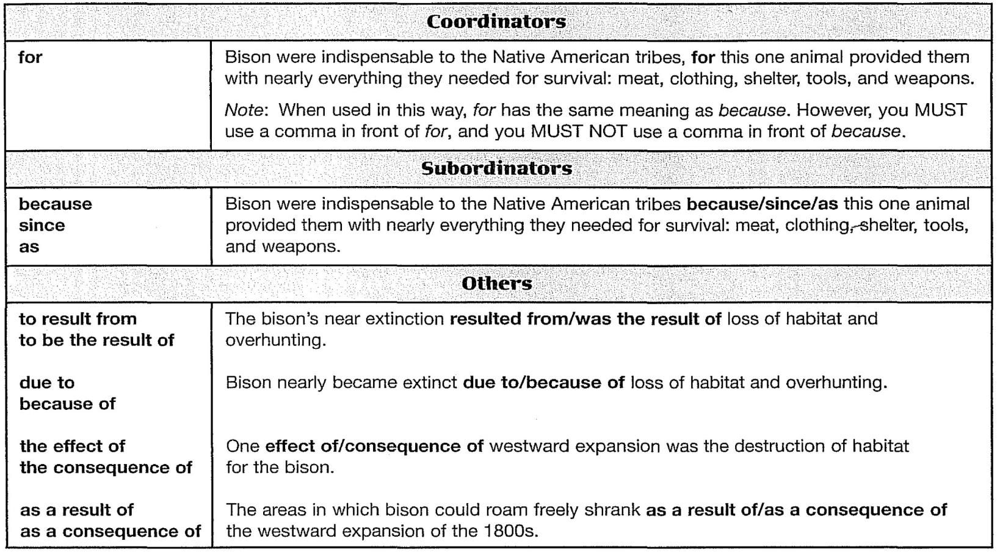 Coordinators
for
Bison were indispensable to the Native American tribes, for this one animal provided them
with nearly everything they needed for survival: meat, clothing, shelter, tools, and weapons.
Note: When used in this way, for has the same meaning as because. However, you MUST
use a comma in front of for, and you MUST NOT use a comma in front of because.
Subordinators
because
since
as
Bison were indispensable to the Native American tribes because/since/as this one animal
provided them with nearly everything they needed for survival: meat, clothing, shelter, tools,
and weapons.
Others
to result from
to be the result of
The bison's near extinction resulted from/was the result of loss of habitat and
overhunting.
due to
because of
Bison nearly became extinct due to/because of loss of habitat and overhunting.
the effect of
the consequence of
One effect of/consequence of westward expansion was the destruction of habitat
for the bison.
as a result of
as a consequence of
The areas in which bison could roam freely shrank as a result of/as a consequence of
the westward expansion of the 1800s.